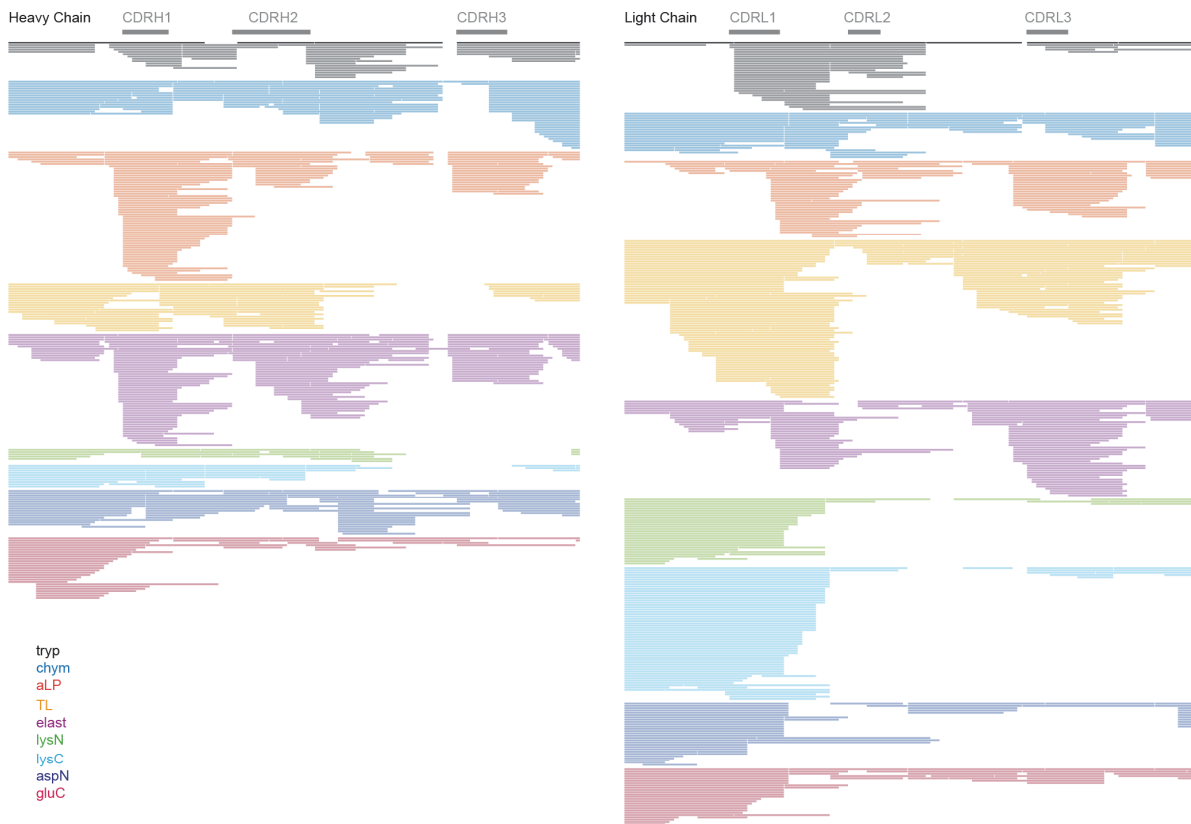 Heavy Chain CDRH1 CDRH2 CDRH3
Light Chain CDRL1 CDRL2 CDRL3
tryp
chym
aLP
TL
elast
lysN
lysC
aspN
gluC